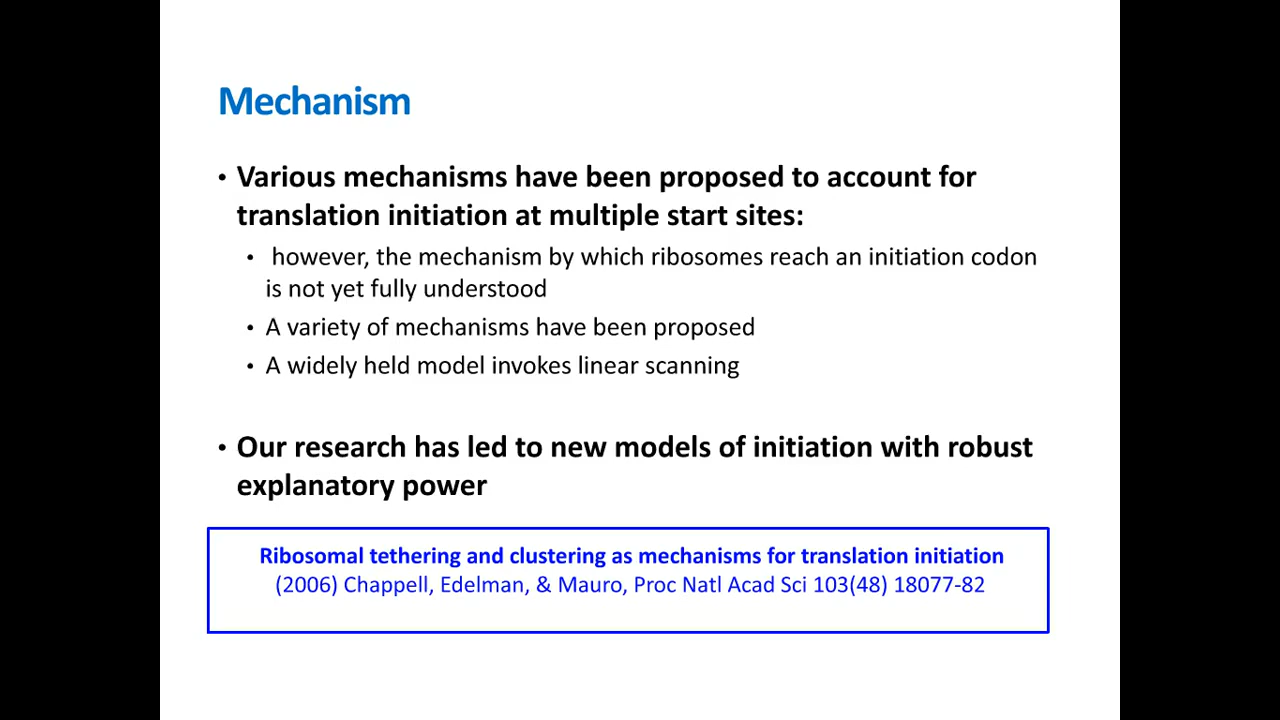 Mechanism
• Various mechanisms have been proposed to account for
translation initiation at multiple start sites:
• however, the mechanism by which ribosomes reach an initiation codon
is not yet fully understood
• A variety of mechanisms have been proposed
• A widely held model invokes linear scanning
• Our research has led to new models of initiation with robust
explanatory power
Ribosomal tethering and clustering as mechanisms for translation initiation
(2006) Chappell, Edelman, & Mauro, Proc Natl Acad Sci 103(48) 18077-82